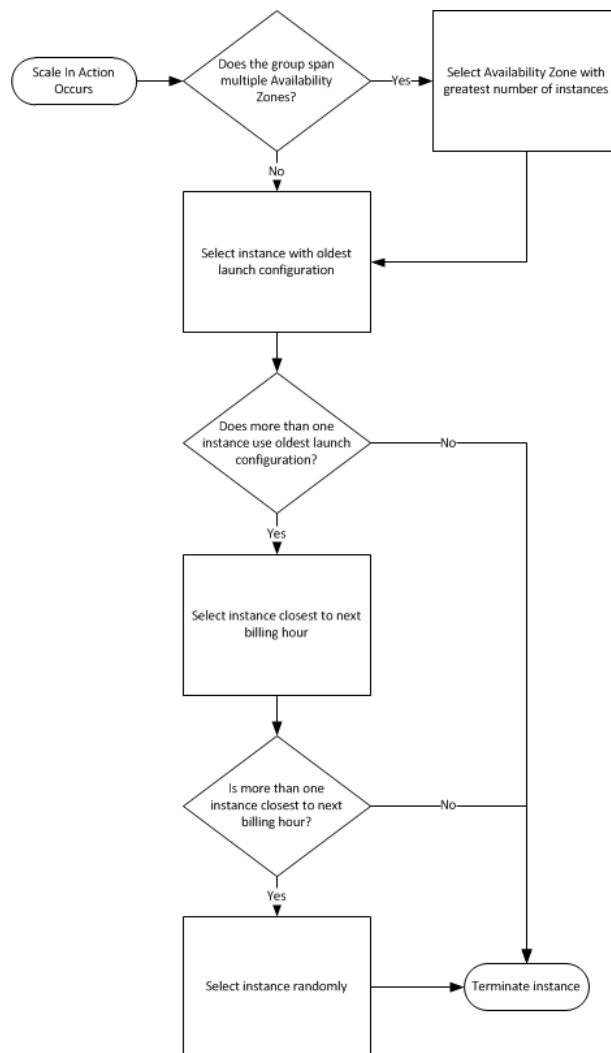 Scale In Action
Occurs
Does the group span
multiple Availability
Zones?
Yes
Select Availability Zone with
greatest number of instances
No
Select instance with oldest
launch configuration
Does more than one
instance use oldest launch
configuration?
No
Yes
Select instance closest to next
billing hour
Is more than one
instance closest to next
billing hour?
No
Yes
Select instance randomly
Terminate instance